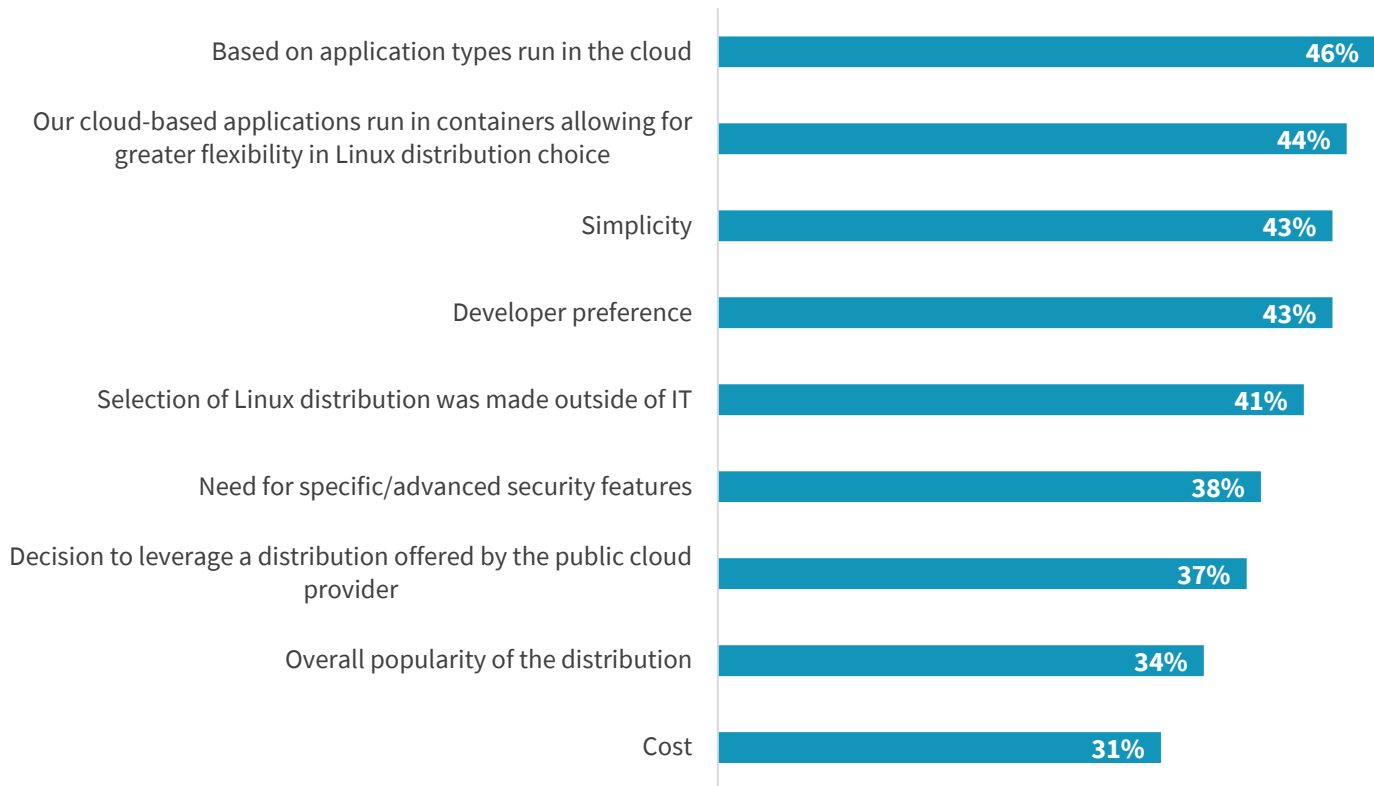 Based on application types run in the cloud
46%
Our cloud-based applications run in containers allowing for
greater flexibility in Linux distribution choice
44%
Simplicity
43%
Developer preference
43%
Selection of Linux distribution was made outside of IT
41%
Need for specific/advanced security features
38%
Decision to leverage a distribution offered by the public cloud
provider
37%
Overall popularity of the distribution
34%
Cost
31%